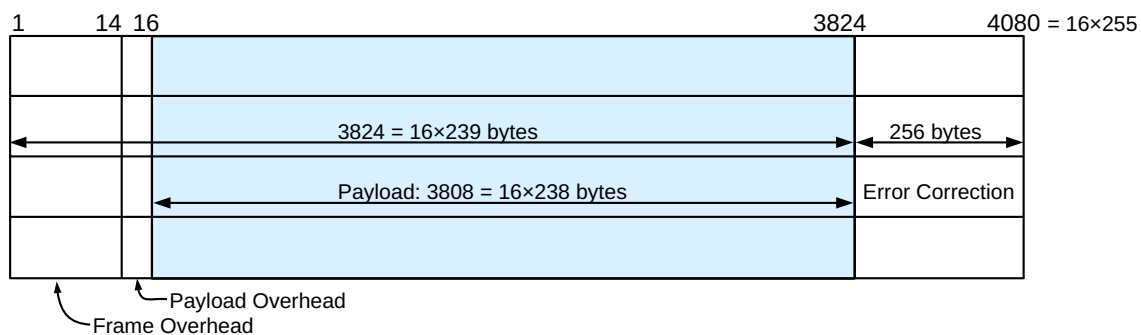 1 14 16 3824 4080 = 16×255
3824 = 16×239 bytes 256 bytes
Payload: 3808 = 16×238 bytes Error Correction
Payload Overhead
Frame Overhead